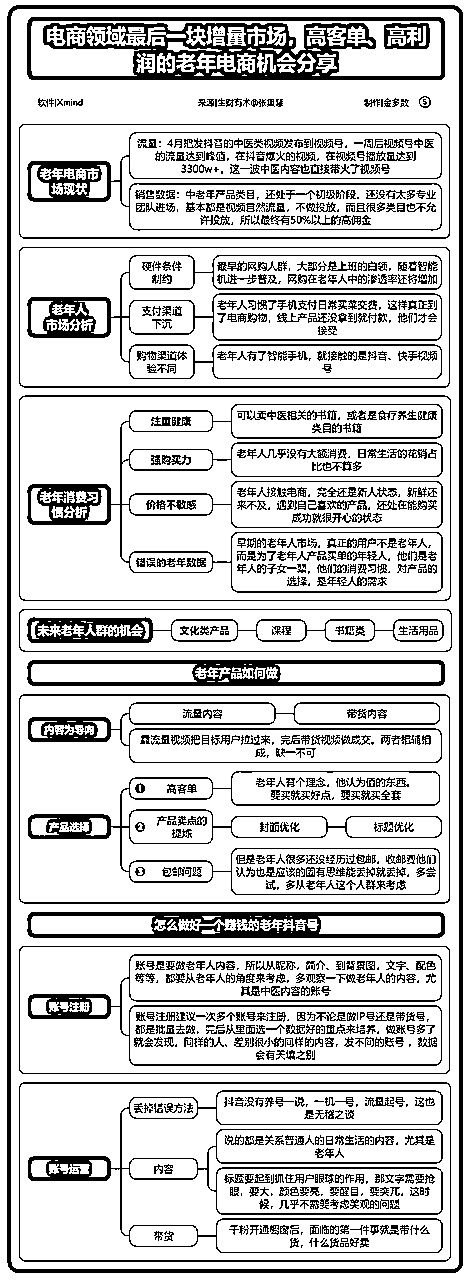 电商领域最后一块增量市场，高客单、高利
润的老年电商机会分享
软件|Xmind
来源|生财有术@张重慧
制作|金多数
老年电商市
场现状
流量：4月把发抖音的中医类视频发布到视频号，一周后视频号中医
的流量达到峰值，在抖音爆火的视频，在视频号播放量达到
3300w+，这一波中医内容也直接带火了视频号
销售数据：中老年产品类目，还处于一个初级阶段，还没有太多专业
团队进场，基本都是视频自然流量，不做投放，而且很多类目也不允
许投放，所以最终有50%以上的高佣金
老年人
市场分析
硬件条件
制约
最早的网购人群，大部分是上班的白领，随着智能
机进一步普及，网购在老年人中的渗透率还将增加
支付渠道
下沉
老年人习惯了手机支付日常买菜交费，这样真正到
了电商购物，线上产品还没拿到就付款，他们才会
接受
购物渠道体
验不同
老年人有了智能手机，就接触的是抖音、快手视频
号
老年消费习
惯分析
注重健康
可以卖中医相关的书籍，或者是食疗养生健康
类目的书籍
强购买力
老年人几乎没有大额消费，日常生活的花销占
比也不算多
价格不敏感
老年人接触电商，完全还是新人状态，新鲜还
来不及，遇到自己喜欢的产品，还处在能购买
成功就很开心的状态
错误的老年数据
早期的老年人市场，真正的用户不是老年人，
而是为了老年人产品买单的年轻人，他们是老
年人的子女一辈，他们的消费习惯，对产品的
选择，是年轻人的需求
未来老年人群的机会
文化类产品
课程
书籍类
生活用品
老年产品如何做
内容为导向
流量内容
带货内容
靠流量视频把目标用户拉过来，完后带货视频做成交。两者相辅相
成，缺一不可
产品选择
1 高客单
老年人有个理念，他认为值的东西。
要买就买好点，要买就买全套
2 产品卖点的
提炼
封面优化
标题优化
3 包邮问题
但是老年人很多还没经历过包邮，收邮费他们
认为也是应该的固有思维能丢掉就丢掉，多尝
试，多从老年人这个人群来考虑
怎么做好一个赚钱的老年抖音号
账号注册
账号是要做老年人内容，所以从昵称，简介、到背景图，文字、配色
等等，都要从老年人的角度来考虑，多观察一下做老年人的内容，尤
其是中医内容的账号
账号注册建议一次多个账号来注册，因为不论是做IP号还是带货号，
都是批量去做，完后从里面选一个数据好的重点来培养，做账号多了
就会发现，同样的人、差别很小的同样的内容，发不同的账号，数据
会有天壤之别
账号运营
丢掉错误方法
抖音没有养号一说，一机一号，流量起号，这也
是无稽之谈
内容
说的都是关系普通人的日常生活的内容，尤其是
老年人
标题要起到抓住用户眼球的作用，那文字需要抢
眼，要大，颜色要亮，要醒目，要突兀，这时
候，几乎不需要考虑美观的问题
带货
千粉开通橱窗后，面临的第一件事就是带什么
货，什么货品好卖